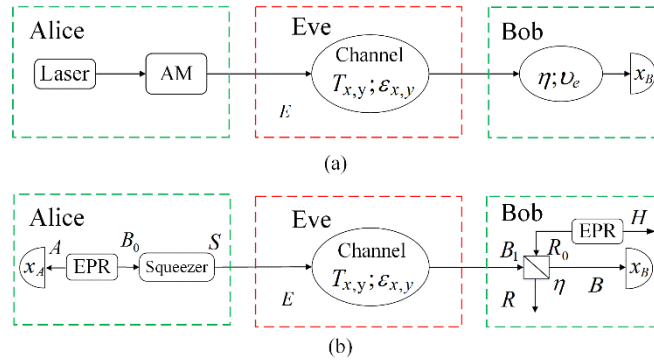 Alice
Eve
Bob
Laser
AM
Channel
T_{x,y}; ε_{x,y}
E
η; υ_e
x_B
(a)
Alice
Eve
Bob
x_A
A
EPR
B_0
Squeezer
S
Channel
T_{x,y}; ε_{x,y}
E
EPR
H
B_1
R_0
η
B
R
x_B
(b)